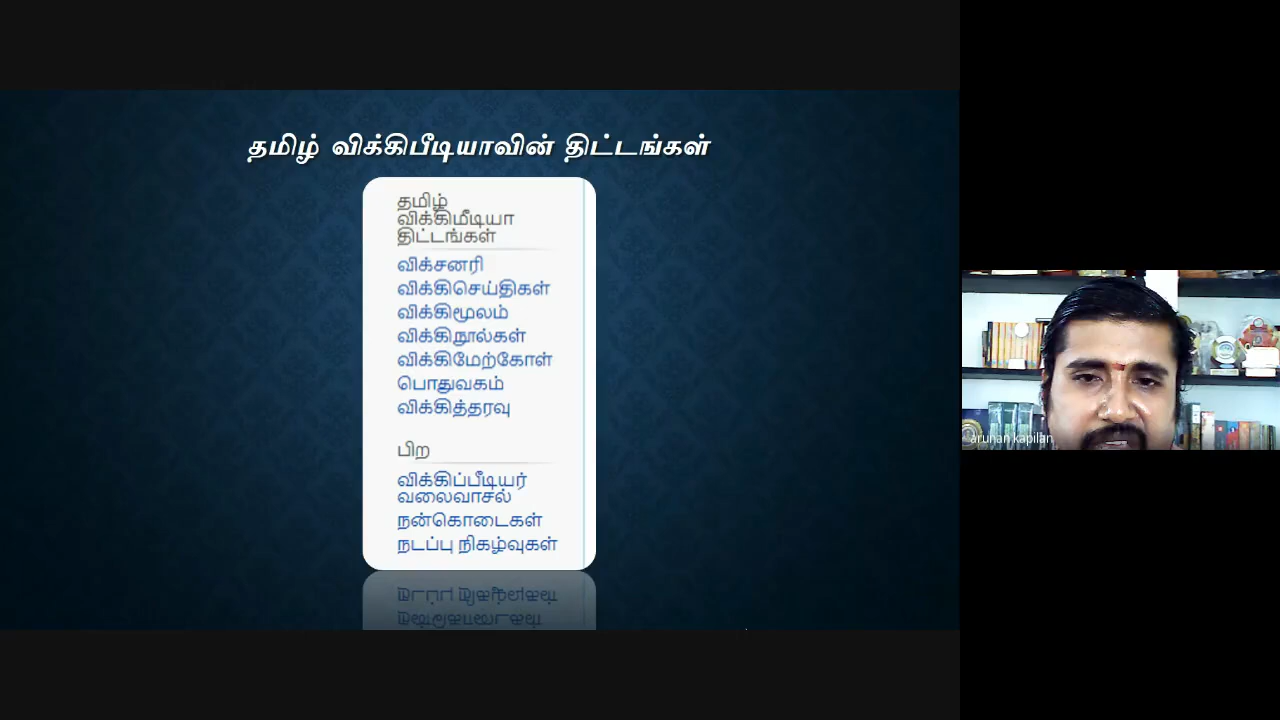 தமிழ் விக்கிபீடியாவின் திட்டங்கள்
தமிழ்
விக்கிமீடியா
திட்டங்கள்
விக்சனரி
விக்கிசெய்திகள்
விக்கிமூலம்
விக்கிநூல்கள்
விக்கிமேற்கோள்
பொதுவகம்
விக்கித்தரவு
பிற
விக்கிப்பீடியர்
வலைவாசல்
நன்கொடைகள்
நடப்பு நிகழ்வுகள்
arunan kapilan